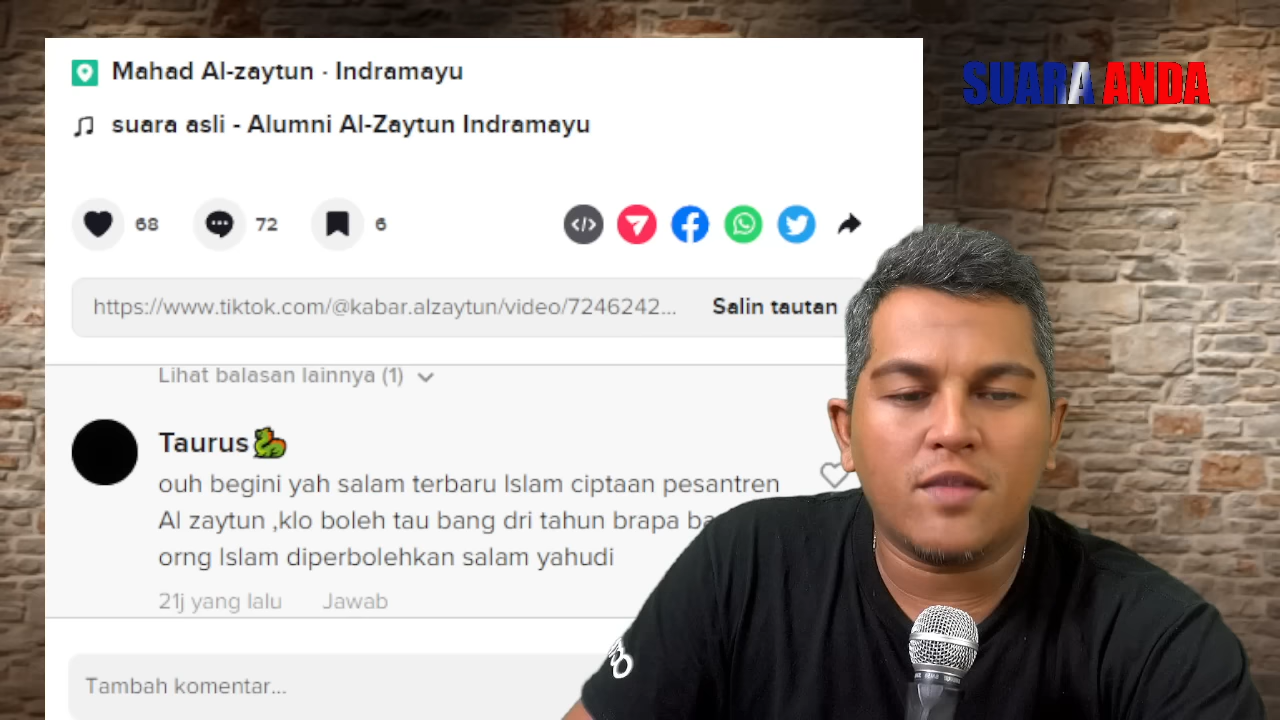 Mahad Al-zaytun · Indramayu
SUARA ANDA
suara asli - Alumni Al-Zaytun Indramayu
68
72
6
https://www.tiktok.com/@kabar.alzaytun/video/7246242...
Salin tautan
Lihat balasan lainnya (1)
Taurus🐉
ouh begini yah salam terbaru Islam ciptaan pesantren
Al zaytun ,klo boleh tau bang dri tahun brapa
orng Islam diperbolehkan salam yahudi
21j yang lalu
Jawab
Tambah komentar...